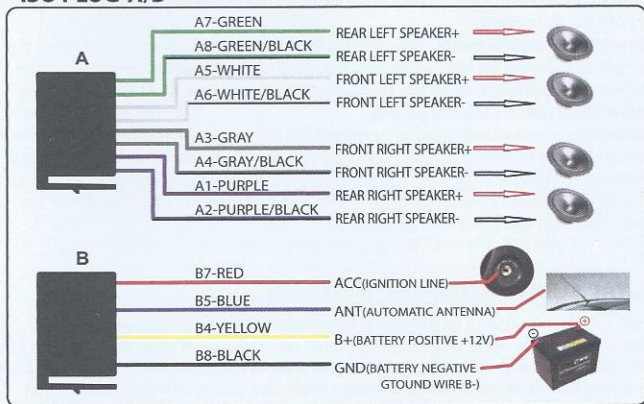 A
A7-GREEN
REAR LEFT SPEAKER+
A8-GREEN/BLACK
REAR LEFT SPEAKER-
A5-WHITE
FRONT LEFT SPEAKER+
A6-WHITE/BLACK
FRONT LEFT SPEAKER-
A3-GRAY
FRONT RIGHT SPEAKER+
A4-GRAY/BLACK
FRONT RIGHT SPEAKER-
A1-PURPLE
REAR RIGHT SPEAKER+
A2-PURPLE/BLACK
REAR RIGHT SPEAKER-
B
B7-RED
ACC(IGNITION LINE)
B5-BLUE
ANT(AUTOMATIC ANTENNA)
B4-YELLOW
B+(BATTERY POSITIVE +12V)
B8-BLACK
GND(BATTERY NEGATIVE
GTOUND WIRE B-)